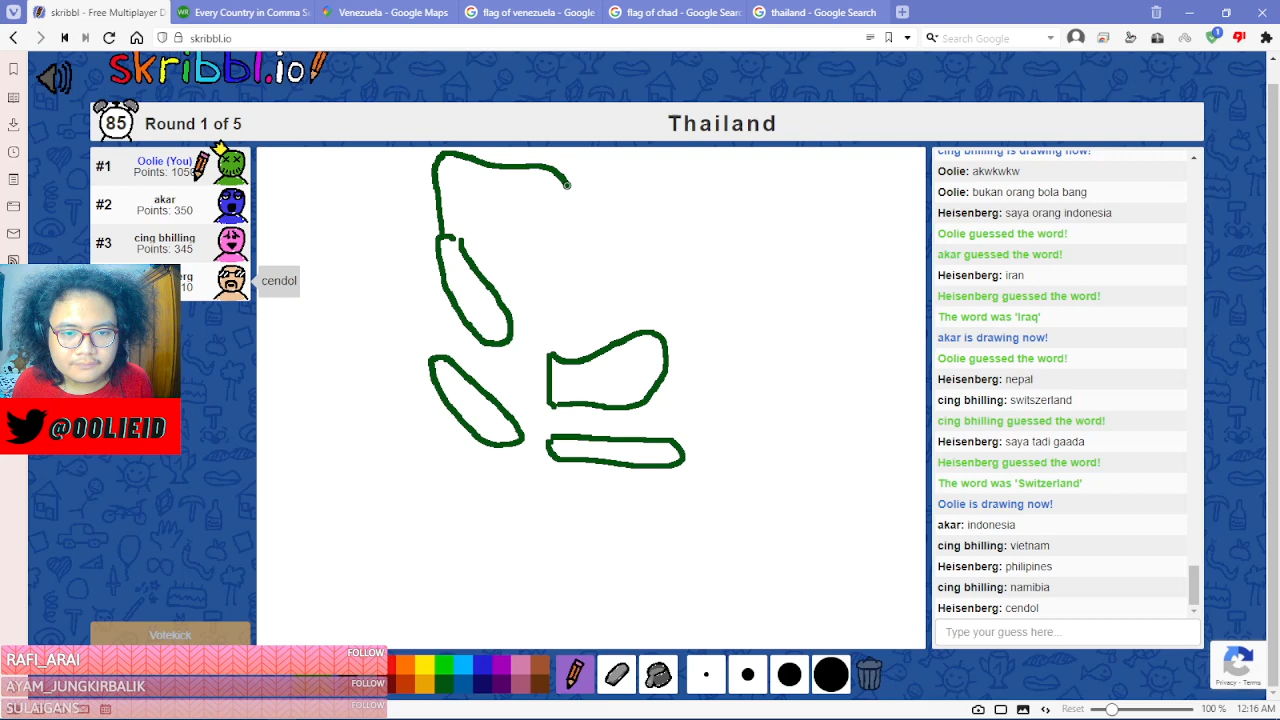 skribbl - Free Multiplayer D
Every Country in Comma S
Venezuela - Google Maps
flag of venezuela - Google
flag of chad - Google Searc
thailand - Google Search
skribbl.io
Search Google
1
skribbl.io
85
Round 1 of 5
Thailand
#1
Oolie (You)
Points: 1050
#2
akar
Points: 350
#3
cing bhilling
Points: 345
cendol
@OOLIEID
Votekick
RAFI_ARAI
FOLLOW
AYAM_JUNGKIRBALIK
FOLLOW
SULAIGANS
FOLLOW
cing bhilling is drawing now!
Oolie: akwkwkw
Oolie: bukan orang bola bang
Heisenberg: saya orang indonesia
Oolie guessed the word!
akar guessed the word!
Heisenberg: iran
Heisenberg guessed the word!
The word was 'Iraq'
akar is drawing now!
Oolie guessed the word!
Heisenberg: nepal
cing bhilling: switszerland
cing bhilling guessed the word!
Heisenberg: saya tadi gaada
Heisenberg guessed the word!
The word was 'Switzerland'
Oolie is drawing now!
akar: indonesia
cing bhilling: vietnam
Heisenberg: philipines
cing bhilling: namibia
Heisenberg: cendol
Type your guess here...
Privacy - Terms
Reset
100 %
12:16 AM